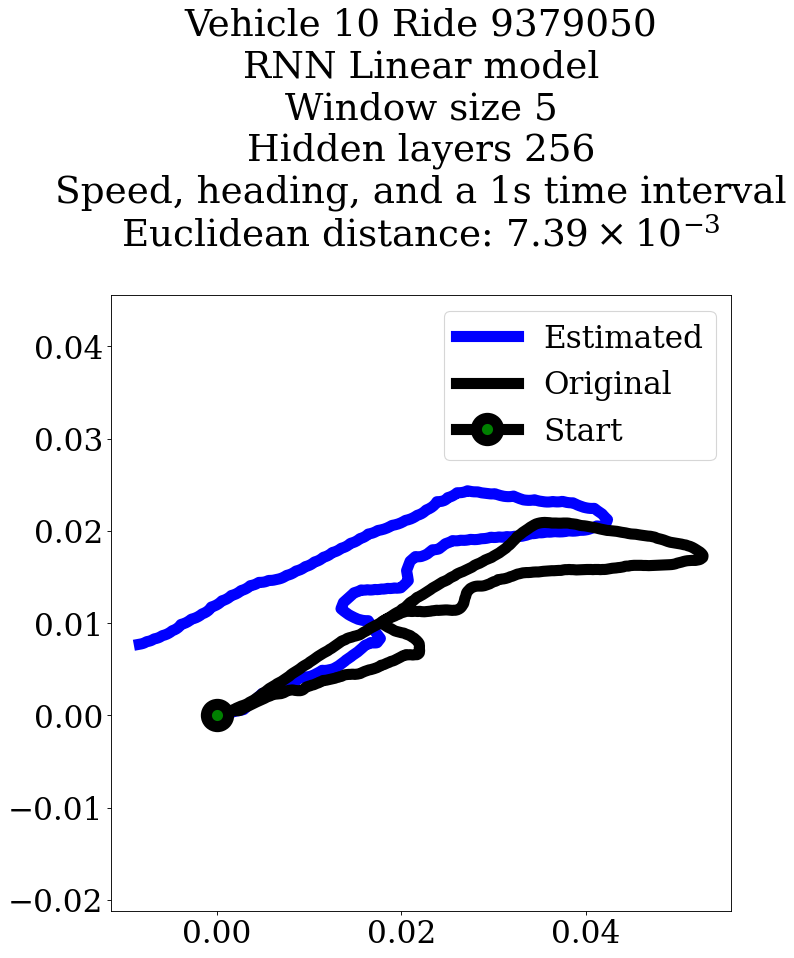 Vehicle 10 Ride 9379050
RNN Linear model
Window size 5
Hidden layers 256
Speed, heading, and a 1s time interval
Euclidean distance: 7.39 × 10⁻³
Estimated
Original
Start
0.04
0.03
0.02
0.01
0.00
−0.01
−0.02
0.00 0.02 0.04